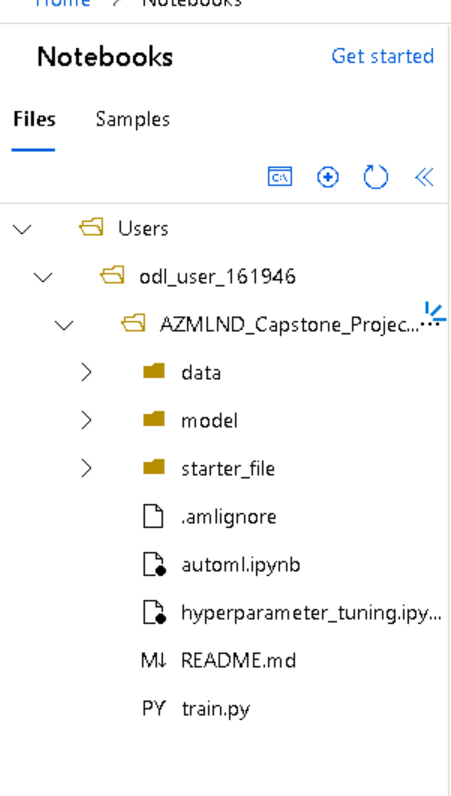 Home > Notebooks
Notebooks Get started
Files Samples
C:\
Users
odl_user_161946
AZMLND_Capstone_Projec...
data
model
starter_file
.amlignore
automl.ipynb
hyperparameter_tuning.ipy...
M↓ README.md
PY train.py